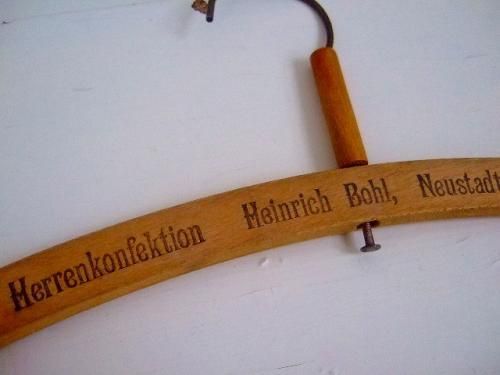 Herrenkonfektion Heinrich Bohl, Neustadt